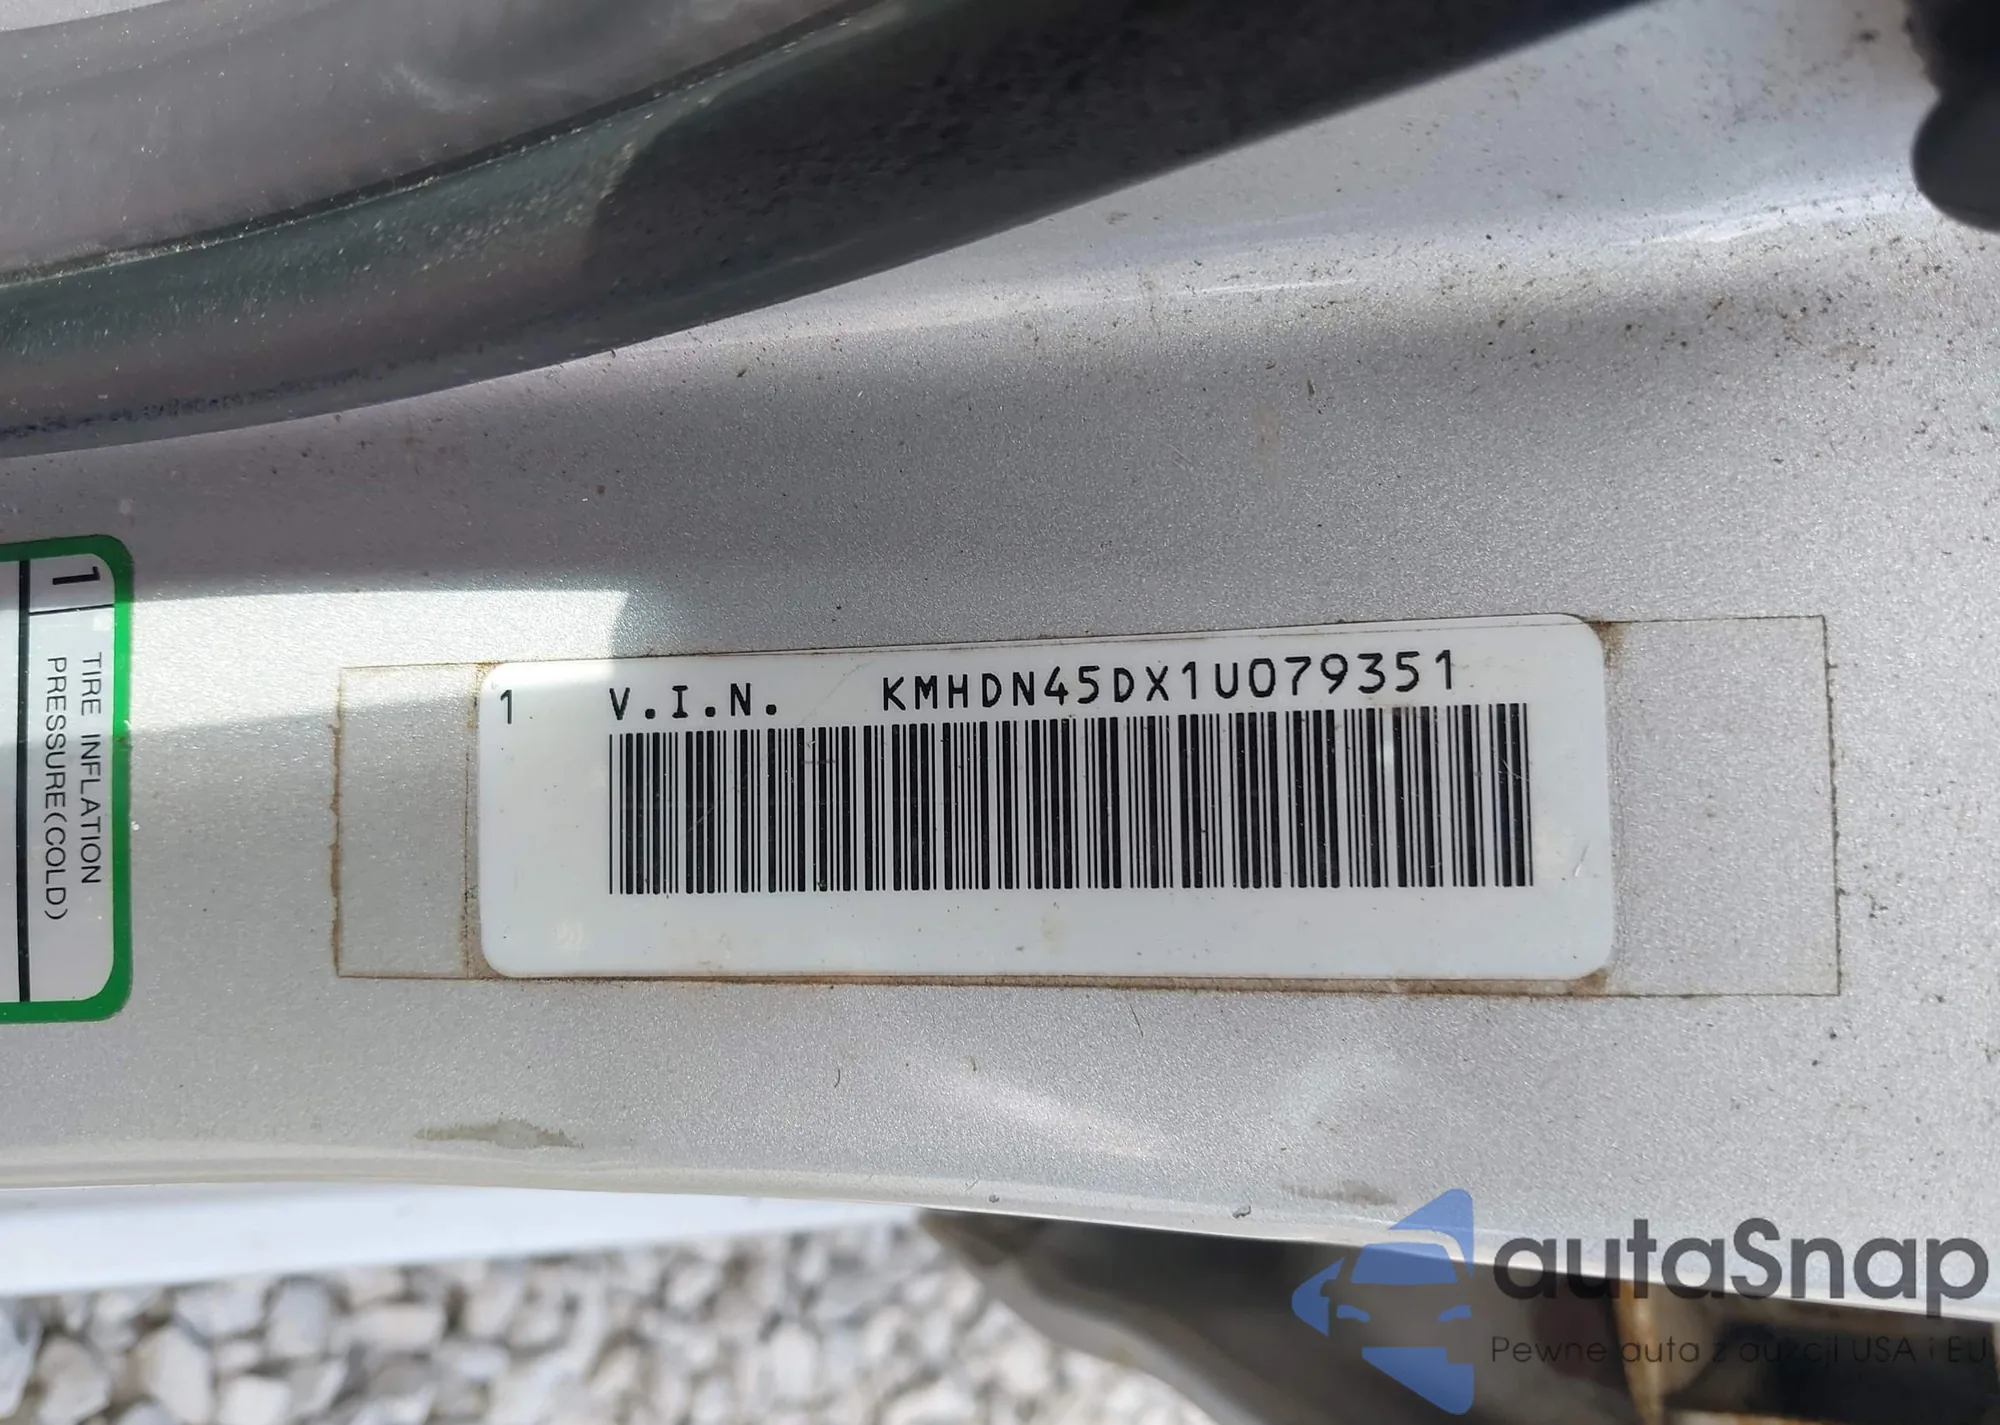 1 V.I.N. KMHDN45DX1U079351
1
TIRE INFLATION
PRESSURE(COLD)
autaSnap
Pewne auta z aukcji USA i EU